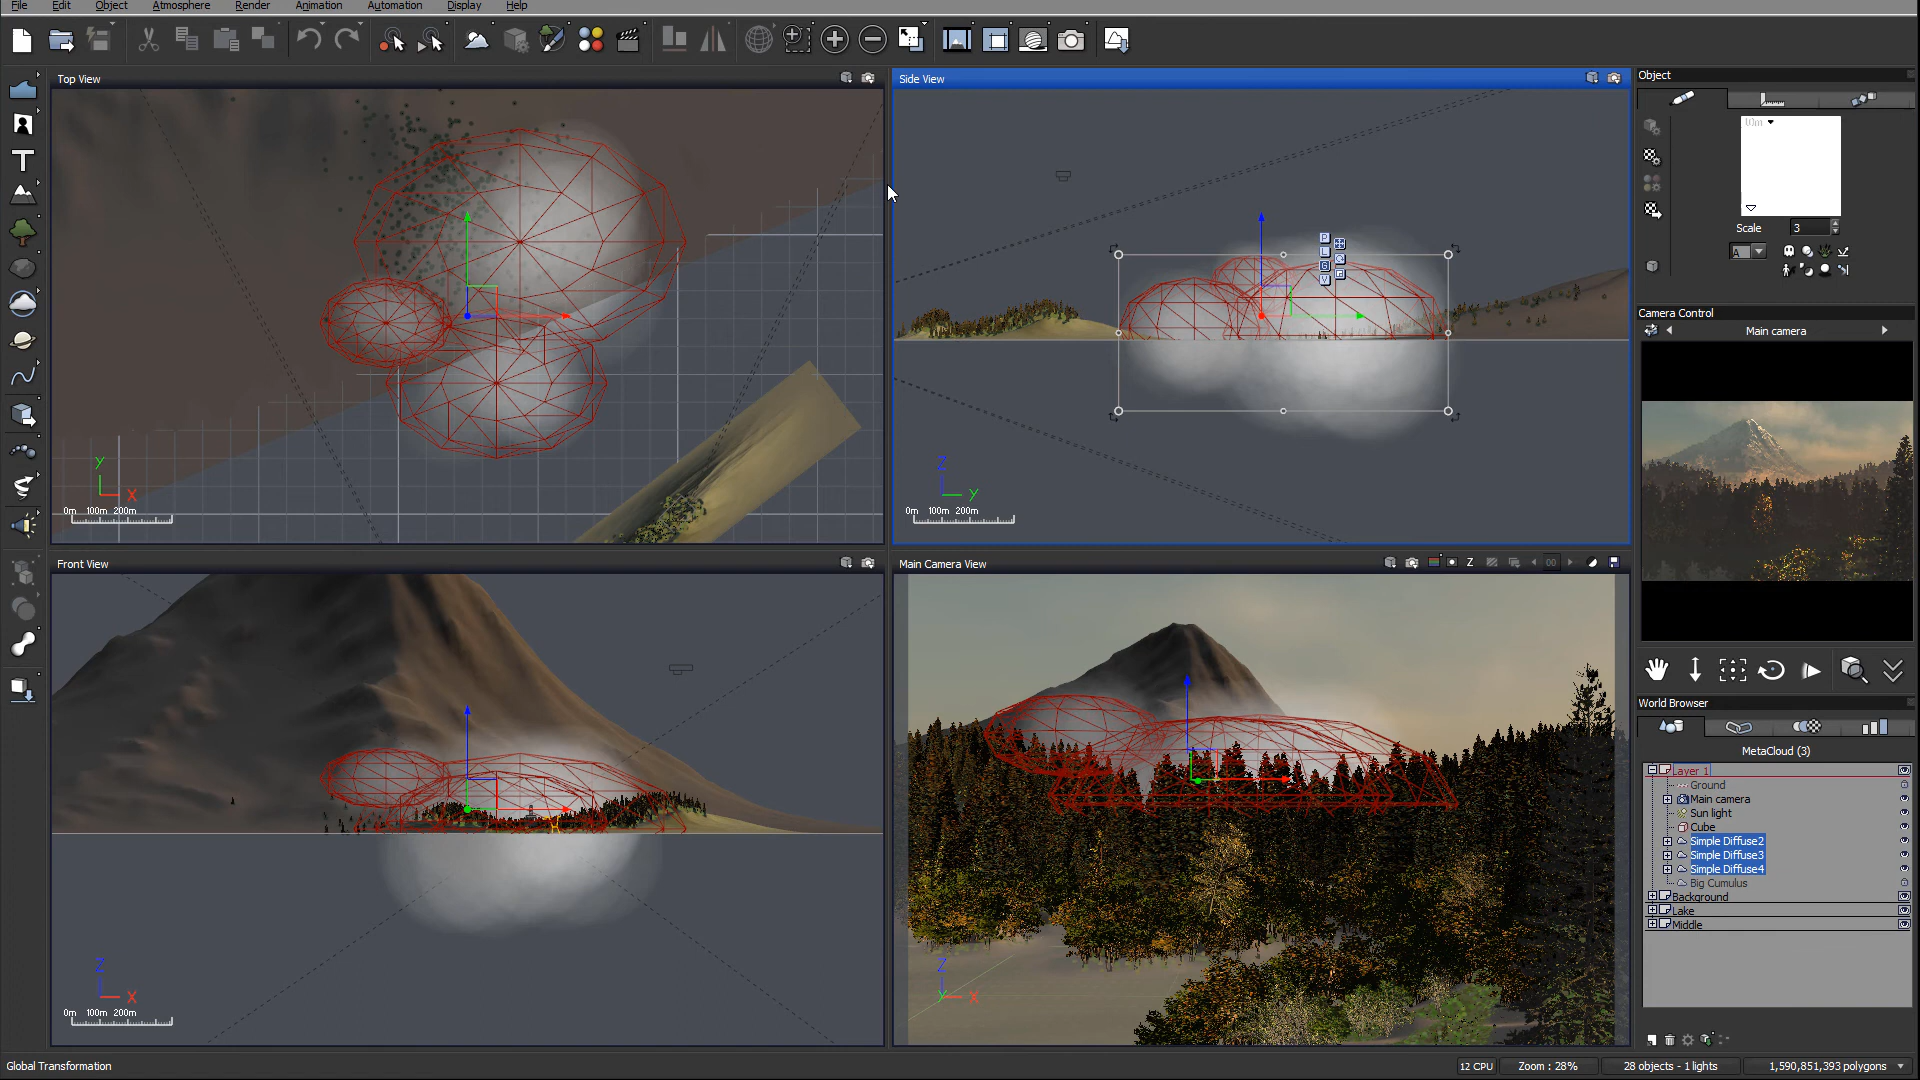 File Edit Object Atmosphere Render Animation Automation Display Help
Top View
Side View
Object
Scale 3
A
Camera Control
Main camera
P
L
G
V
Y
X
0m 100m 200m
Z
Y
0m 100m 200m
Front View
Main Camera View
Z
00
World Browser
MetaCloud (3)
Layer 1
Ground
Main camera
Sun light
Cube
Simple Diffuse2
Simple Diffuse3
Simple Diffuse4
Big Cumulus
Background
Lake
Middle
Z
X
0m 100m 200m
Z
Y
X
Global Transformation
12 CPU
Zoom : 28%
28 objects - 1 lights
1,590,851,393 polygons